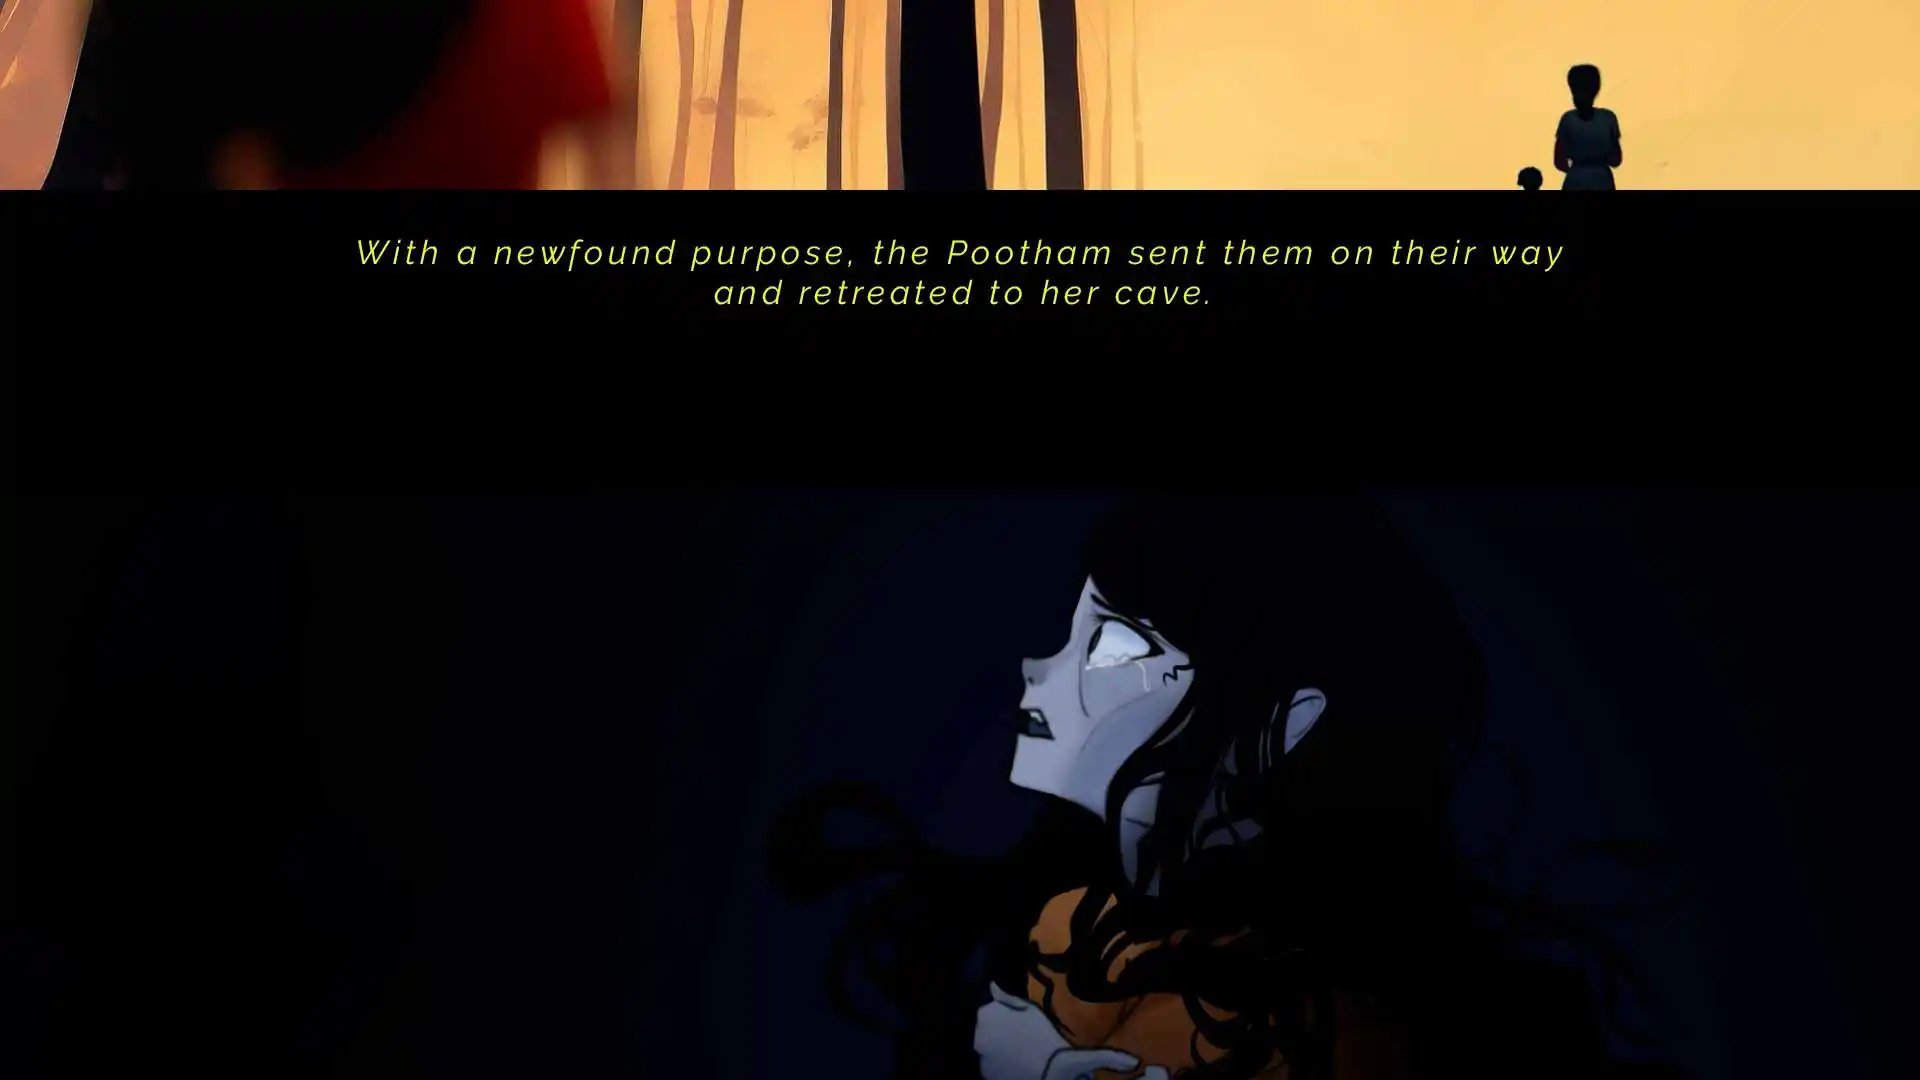 With a newfound purpose, the Pootham sent them on their way
and retreated to her cave.